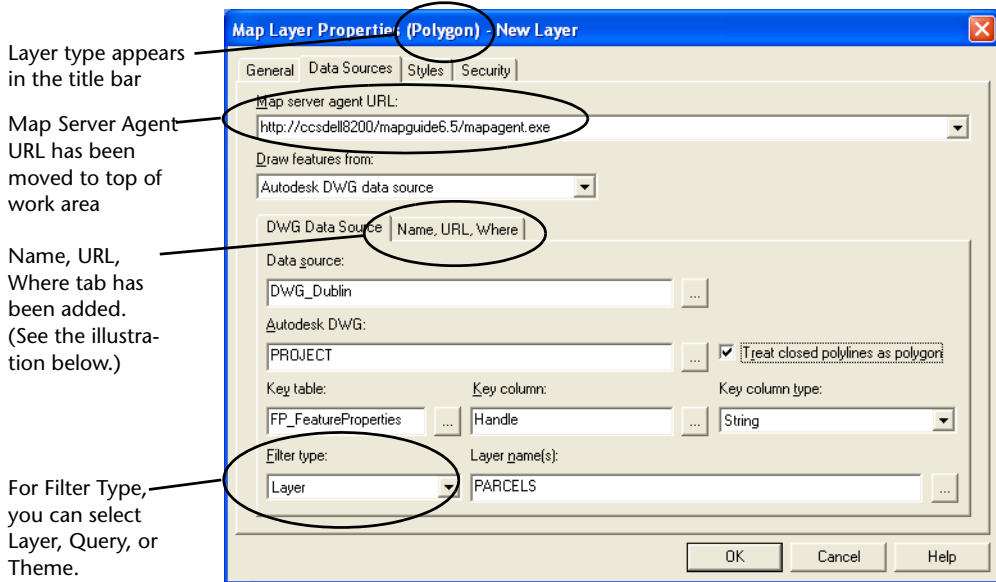 Layer type appears
in the title bar
Map Server Agent
URL has been
moved to top of
work area
Name, URL,
Where tab has
been added.
(See the illustra-
tion below.)
For Filter Type,
you can select
Layer, Query, or
Theme.
Map Layer Properties (Polygon) - New Layer
General Data Sources Styles Security
Map server agent URL:
http://ccsdell8200/mapguide6.5/mapagent.exe
Draw features from:
Autodesk DWG data source
DWG Data Source Name, URL, Where
Data source:
DWG_Dublin
...
Autodesk DWG:
PROJECT
...
Treat closed polylines as polygon
Key table: Key column: Key column type:
FP_FeatureProperties ... Handle ... String
Filter type: Layer name(s):
Layer PARCELS ...
OK Cancel Help